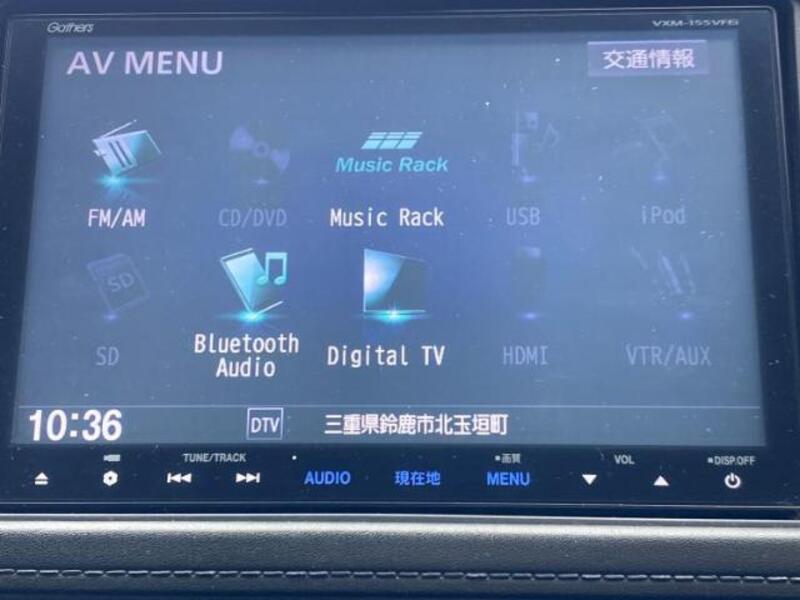 Gathers
VXM-155VFEi
AV MENU
交通情報
Music Rack
FM/AM
CD/DVD
Music Rack
USB
iPod
SD
SD
Bluetooth
Audio
Digital TV
HDMI
VTR/AUX
10:36
DTV
三重県鈴鹿市北玉垣町
TUNE/TRACK
画質
VOL
DISP.OFF
AUDIO
現在地
MENU